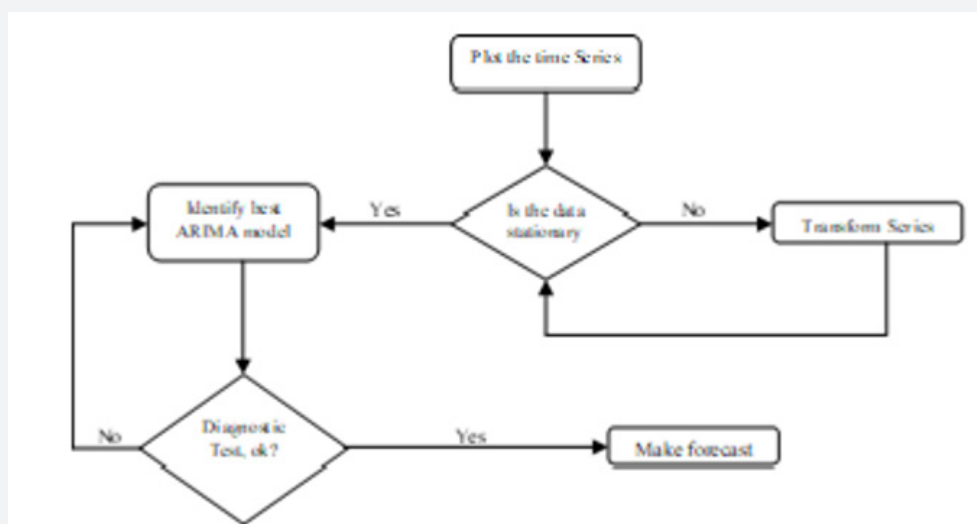 Plot the time Series
Identify best
ARIMA model
Yes
Is the data
stationary
No
Transform Series
Diagnostic
Test, ok?
No
Yes
Make forecast